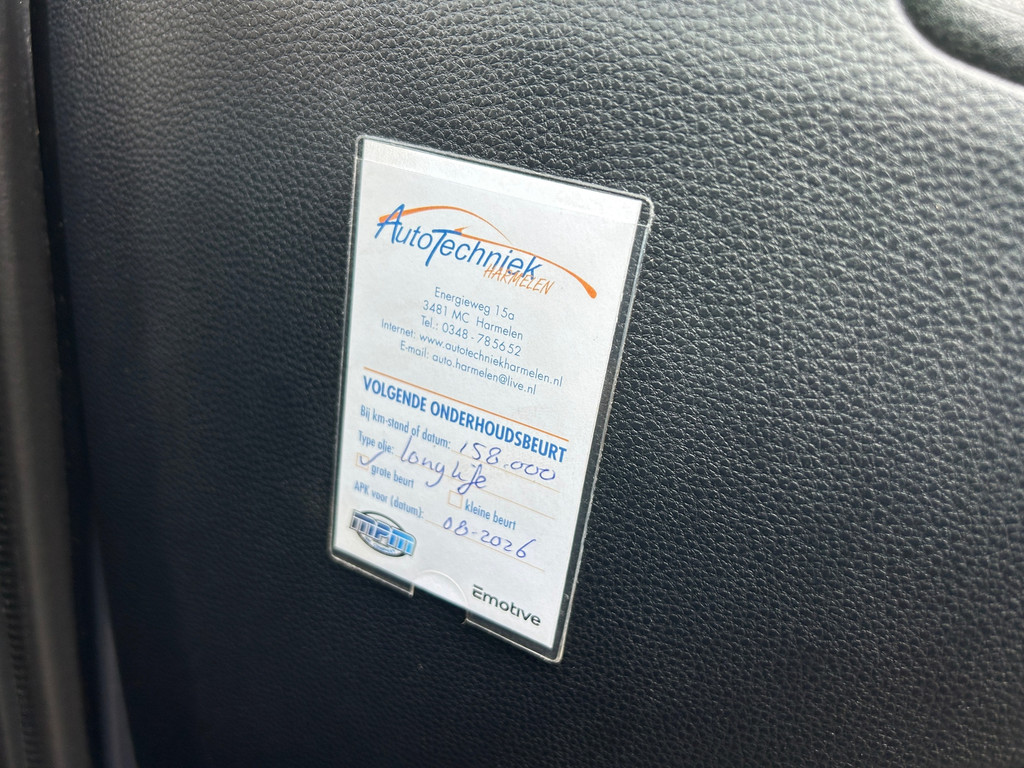 AutoTechniek
HARMELEN
Energieweg 15a
3481 MC Harmelen
Tel.: 0348 - 785652
Internet: www.autotechniekharmelen.nl
E-mail: auto.harmelen@live.nl
VOLGENDE ONDERHOUDSBEURT
Bij km-stand of datum: 158.000
Type olie: Long life
grote beurt kleine beurt
APK voor (datum): 08-2026
MPM
Emotive